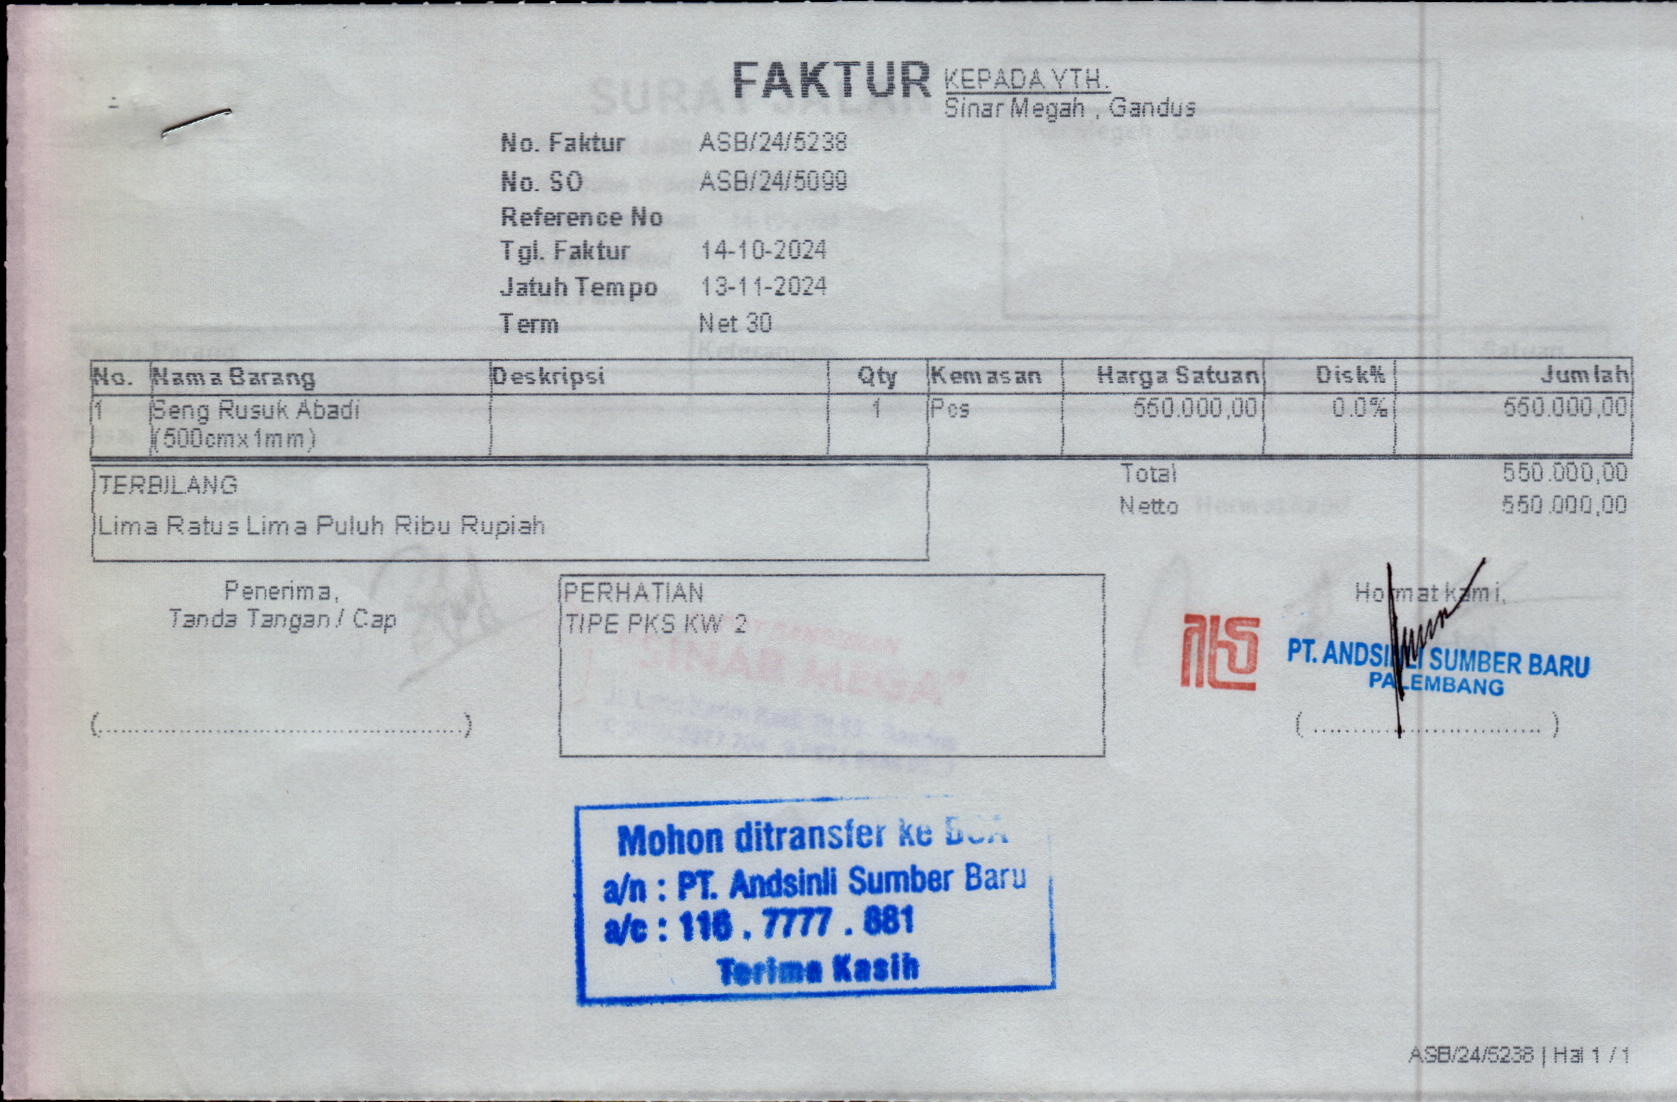 FAKTUR
KEPADA YTH.
Sinar Megah , Gandus
No. Faktur ASB/24/5238
No. SO ASB/24/5099
Reference No
Tgl. Faktur 14-10-2024
Jatuh Tempo 13-11-2024
Term Net 30
No. Nama Barang Deskripsi Qty Kemasan Harga Satuan Disk% Jumlah
1 Seng Rusuk Abadi 1 Pcs 550.000,00 0.0% 550.000,00
(500cmx1mm)
TERBILANG
Lima Ratus Lima Puluh Ribu Rupiah
Total 550.000,00
Netto 550.000,00
Penerima,
Tanda Tangan / Cap
(............................................)
PERHATIAN
TIPE PKS KW 2
SINAR MEGA"
Hormat kami,
PT. ANDSINLI SUMBER BARU
PALEMBANG
(..............................)
Mohon ditransfer ke BCA
a/n : PT. Andsinli Sumber Baru
a/c : 116 . 7777 . 881
Terima Kasih
ASB/24/5238 | Hal 1 / 1